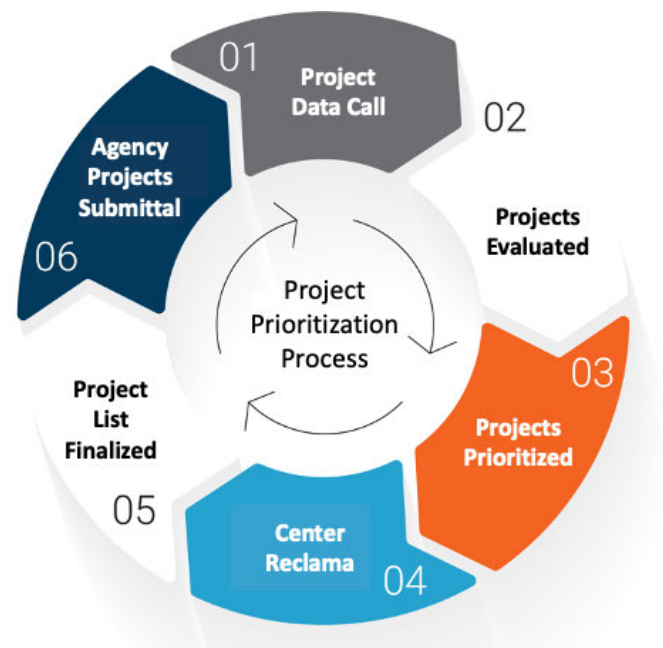 01
Project
Data Call
02
Projects
Evaluated
03
Projects
Prioritized
04
Center
Reclama
05
Project
List
Finalized
06
Agency
Projects
Submittal
Project
Prioritization
Process